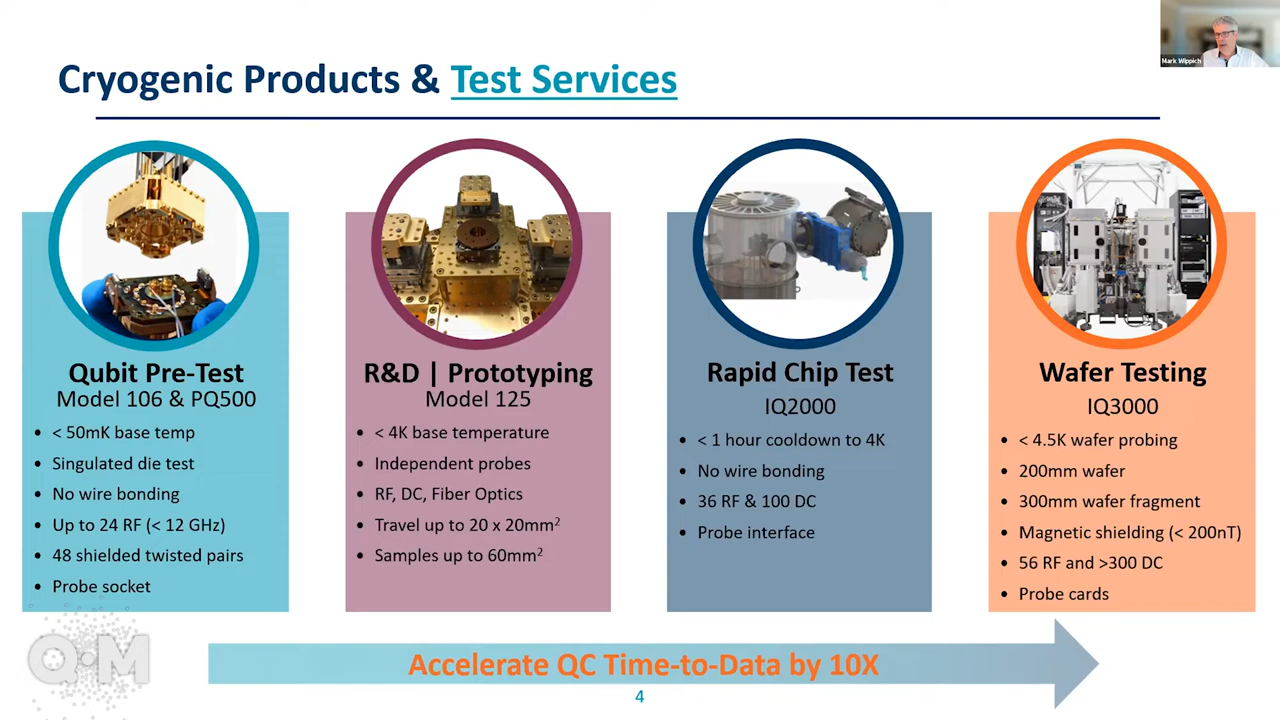 Mark Wippich
Cryogenic Products & Test Services
Qubit Pre-Test
Model 106 & PQ500
• < 50mK base temp
• Singulated die test
• No wire bonding
• Up to 24 RF (< 12 GHz)
• 48 shielded twisted pairs
• Probe socket
R&D | Prototyping
Model 125
• < 4K base temperature
• Independent probes
• RF, DC, Fiber Optics
• Travel up to 20 x 20mm²
• Samples up to 60mm²
Rapid Chip Test
IQ2000
• < 1 hour cooldown to 4K
• No wire bonding
• 36 RF & 100 DC
• Probe interface
Wafer Testing
IQ3000
• < 4.5K wafer probing
• 200mm wafer
• 300mm wafer fragment
• Magnetic shielding (< 200nT)
• 56 RF and >300 DC
• Probe cards
QM
Accelerate QC Time-to-Data by 10X
4